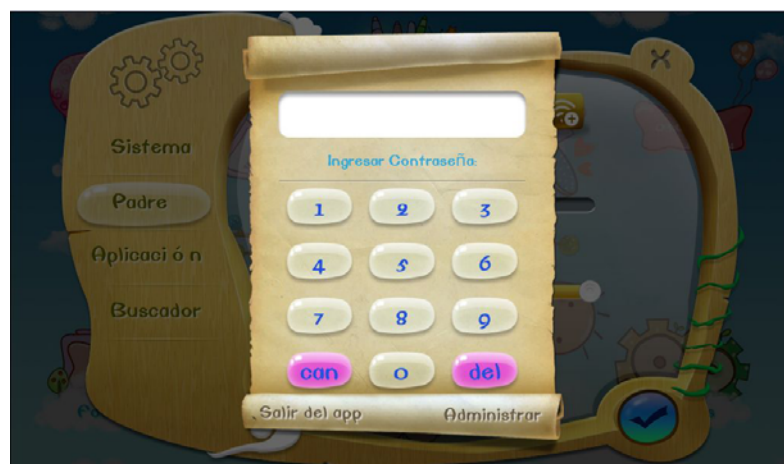 Sistema
Padre
Aplicaci ó n
Buscador
Ingresar Contraseña:
1 2 3
4 5 6
7 8 9
can 0 del
Salir del app Administrar